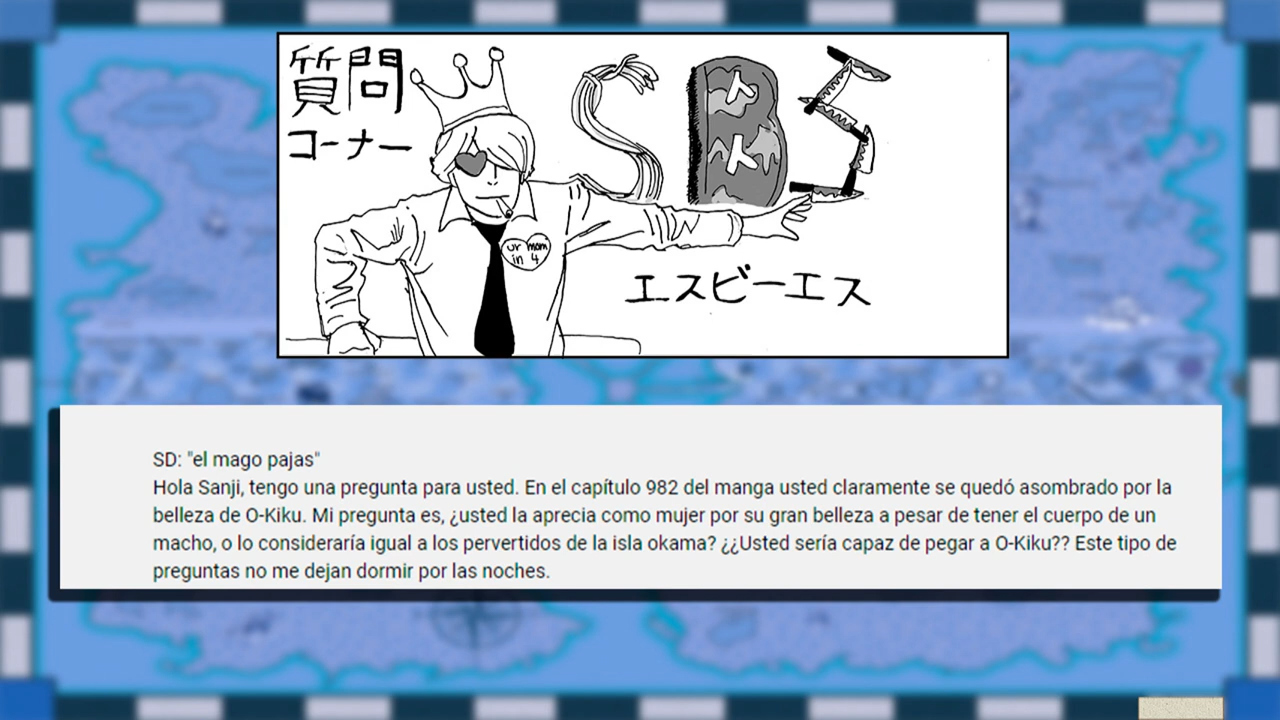 質問
コーナー
SBS
ur mom
in 4
エスビーエス
SD: "el mago pajas"
Hola Sanji, tengo una pregunta para usted. En el capítulo 982 del manga usted claramente se quedó asombrado por la
belleza de O-Kiku. Mi pregunta es, ¿usted la aprecia como mujer por su gran belleza a pesar de tener el cuerpo de un
macho, o lo consideraría igual a los pervertidos de la isla okama? ¿¿Usted sería capaz de pegar a O-Kiku?? Este tipo de
preguntas no me dejan dormir por las noches.